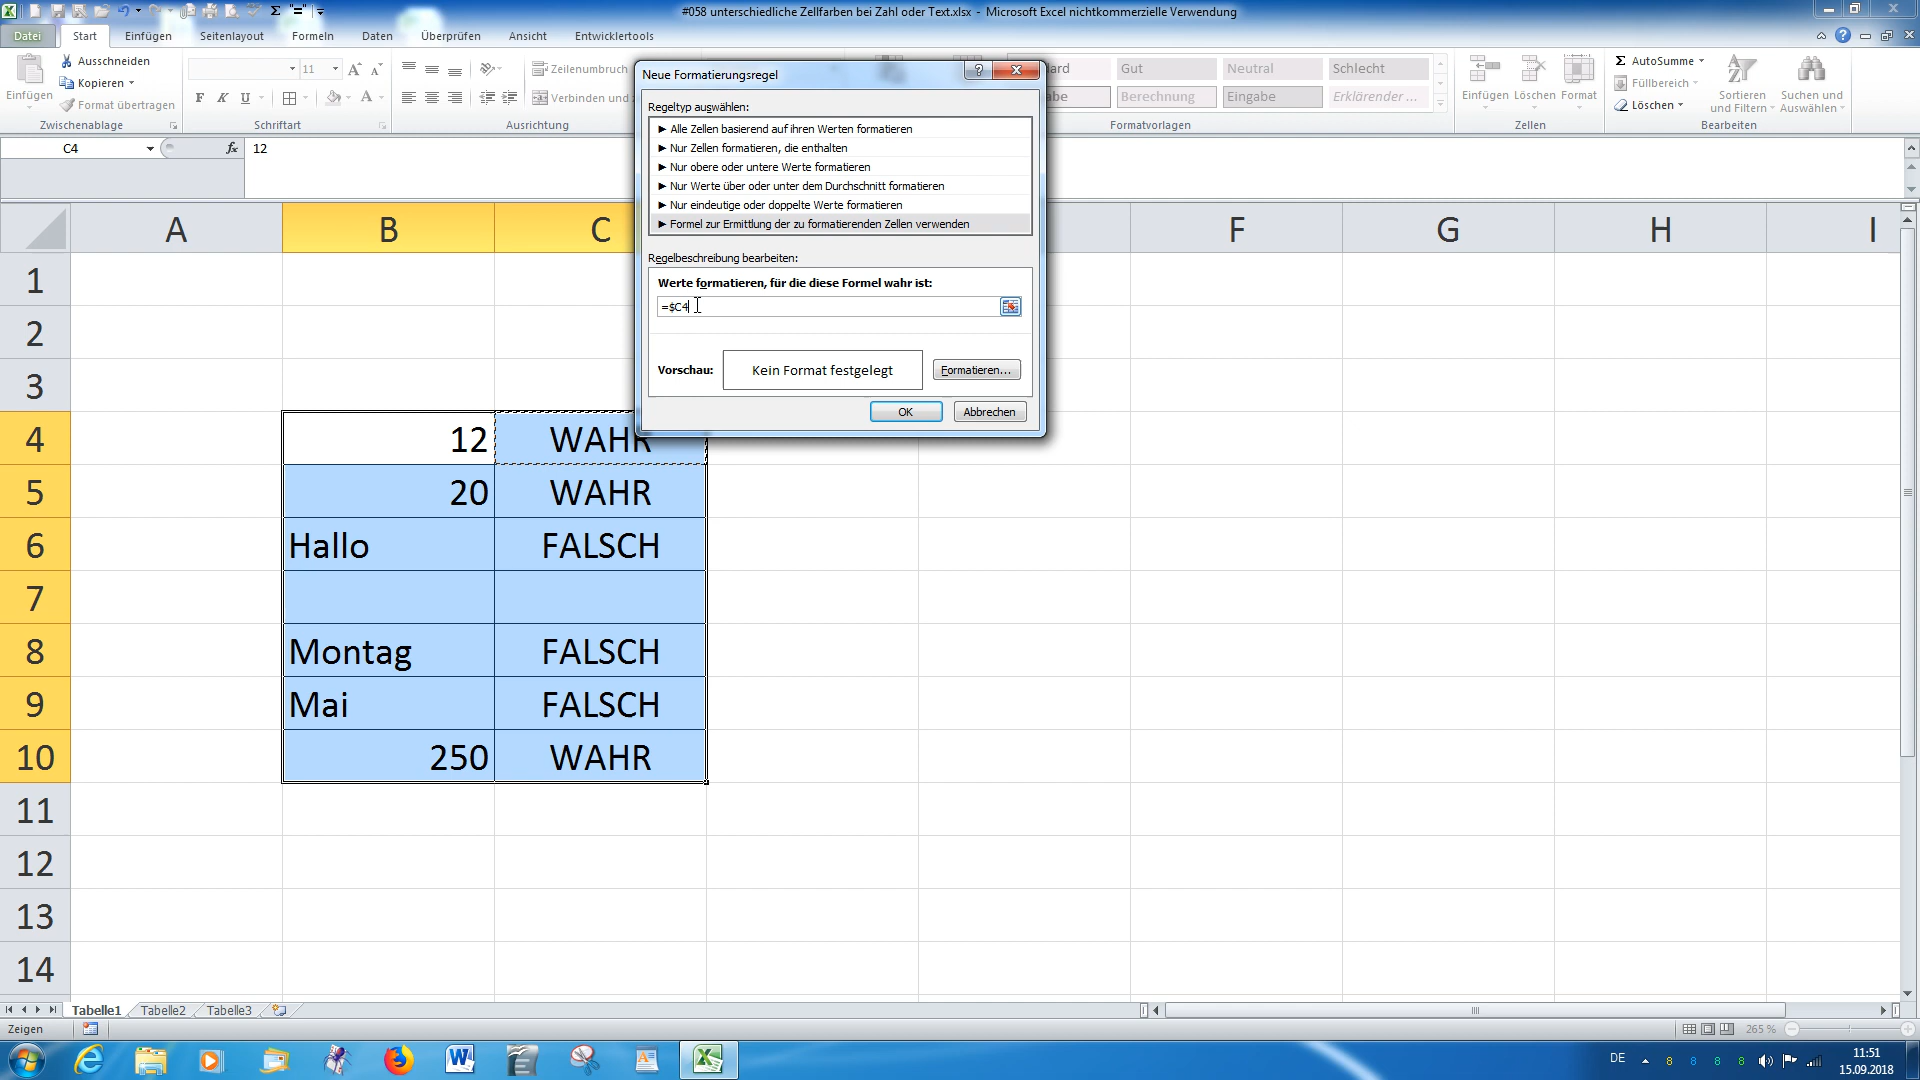 #058 unterschiedliche Zellfarben bei Zahl oder Text.xlsx - Microsoft Excel nichtkommerzielle Verwendung
Datei Start Einfügen Seitenlayout Formeln Daten Überprüfen Ansicht Entwicklertools
Einfügen
Ausschneiden
Kopieren
Format übertragen
Zwischenablage
11
F K U
Schriftart
Zeilenumbruch
Verbinden und
Ausrichtung
Gut Neutral Schlecht
Berechnung Eingabe Erklärender ...
Formatvorlagen
Einfügen Löschen Format
Zellen
AutoSumme
Füllbereich
Löschen
Sortieren und Filtern
Suchen und Auswählen
Bearbeiten
C4 fx 12
Neue Formatierungsregel
Regeltyp auswählen:
► Alle Zellen basierend auf ihren Werten formatieren
► Nur Zellen formatieren, die enthalten
► Nur obere oder untere Werte formatieren
► Nur Werte über oder unter dem Durchschnitt formatieren
► Nur eindeutige oder doppelte Werte formatieren
► Formel zur Ermittlung der zu formatierenden Zellen verwenden
Regelbeschreibung bearbeiten:
Werte formatieren, für die diese Formel wahr ist:
=$C4
Vorschau: Kein Format festgelegt Formatieren...
OK Abbrechen
A B C F G H I
1
2
3
4 12 WAHR
5 20 WAHR
6 Hallo FALSCH
7
8 Montag FALSCH
9 Mai FALSCH
10 250 WAHR
11
12
13
14
Tabelle1 Tabelle2 Tabelle3
Zeigen 265 %
DE 11:51
15.09.2018